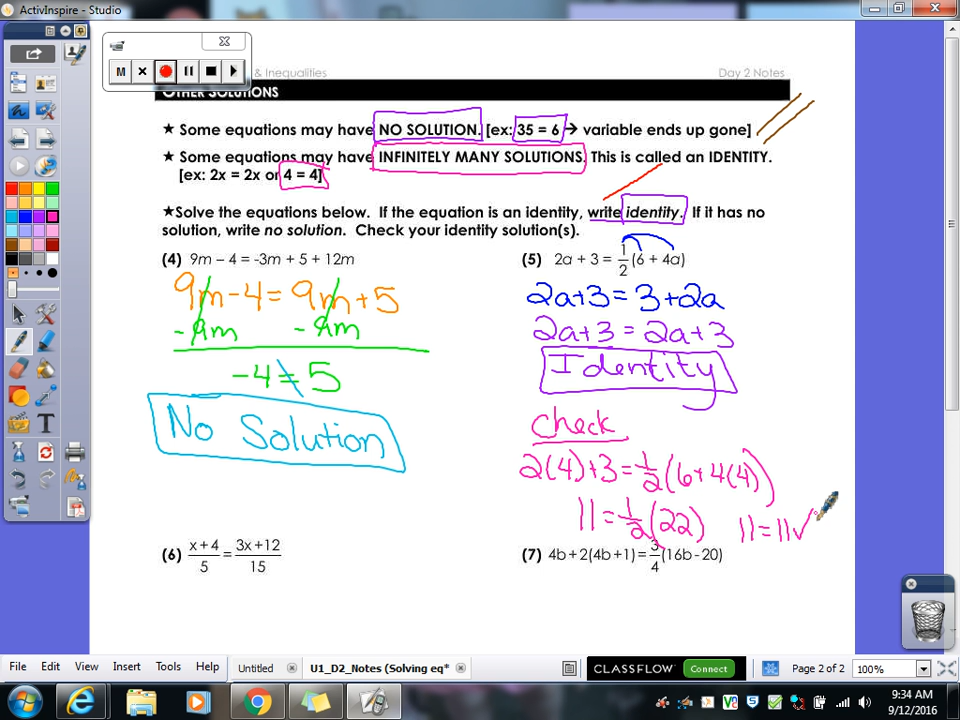 ActivInspire - Studio
& Inequalities
Day 2 Notes
OTHER SOLUTIONS
★ Some equations may have NO SOLUTION. [ex: 35 = 6 → variable ends up gone]
★ Some equations may have INFINITELY MANY SOLUTIONS. This is called an IDENTITY.
[ex: 2x = 2x or 4 = 4]
★Solve the equations below. If the equation is an identity, write identity. If it has no
solution, write no solution. Check your identity solution(s).
(4) 9m – 4 = -3m + 5 + 12m
9m - 4 = 9m + 5
-9m -9m
-4 = 5
No Solution
(5) 2a + 3 = 1/2 (6 + 4a)
2a+3 = 3+2a
2a+3 = 2a+3
Identity
Check
2(4)+3 = 1/2 (6+4(4))
11 = 1/2 (22) 11 = 11 √
(6) x + 4 / 5 = 3x + 12 / 15
(7) 4b + 2(4b + 1) = 3/4 (16b - 20)
File Edit View Insert Tools Help
Untitled
U1_D2_Notes (Solving eq*
CLASSFLOW Connect
Page 2 of 2
100%
9:34 AM
9/12/2016